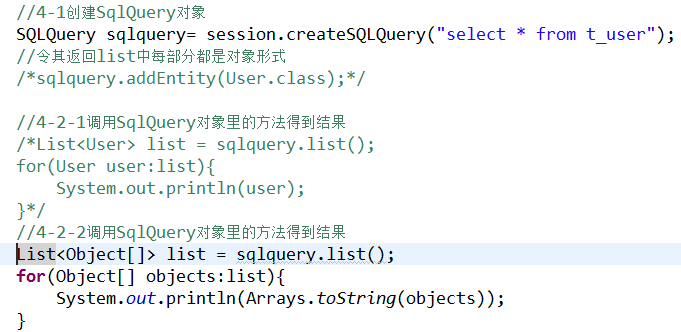 //4-1创建SqlQuery对象
SQLQuery sqlquery= session.createSQLQuery("select * from t_user");
//令其返回list中每部分都是对象形式
/*sqlquery.addEntity(User.class);*/
//4-2-1调用SqlQuery对象里的方法得到结果
/*List<User> list = sqlquery.list();
for(User user:list){
    System.out.println(user);
}*/
//4-2-2调用SqlQuery对象里的方法得到结果
List<Object[]> list = sqlquery.list();
for(Object[] objects:list){
    System.out.println(Arrays.toString(objects));
}